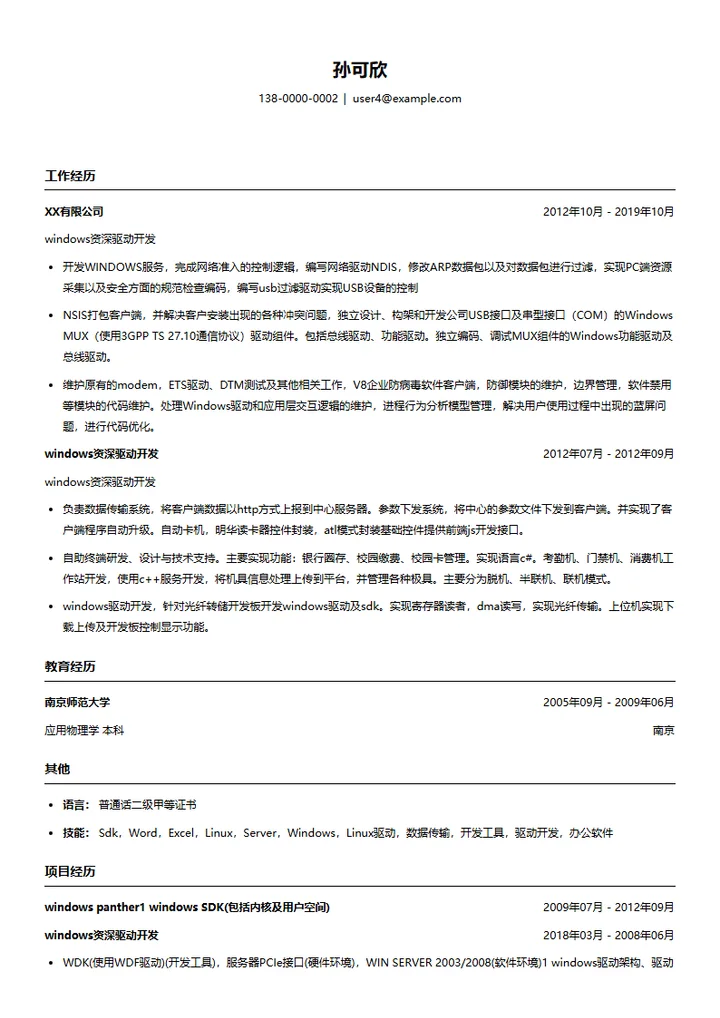 孙可欣
138-0000-0002 | user4@example.com
工作经历
XX有限公司 2012年10月 - 2019年10月
windows资深驱动开发
• 开发WINDOWS服务，完成网络准入的控制逻辑，编写网络驱动NDIS，修改ARP数据包以及对数据包进行过滤，实现PC端资源
采集以及安全方面的规范检查编码，编写usb过滤驱动实现USB设备的控制
• NSIS打包客户端，并解决客户安装出现的各种冲突问题，独立设计、构架和开发公司USB接口及串型接口（COM）的Windows
MUX（使用3GPP TS 27.10通信协议）驱动组件。包括总线驱动、功能驱动。独立编码、调试MUX组件的Windows功能驱动及
总线驱动。
• 维护原有的modem，ETS驱动、DTM测试及其他相关工作，V8企业防病毒软件客户端，防御模块的维护，边界管理，软件禁用
等模块的代码维护。处理Windows驱动和应用层交互逻辑的维护，进程行为分析模型管理，解决用户使用过程中出现的蓝屏问
题，进行代码优化。
windows资深驱动开发 2012年07月 - 2012年09月
windows资深驱动开发
• 负责数据传输系统，将客户端数据以http方式上报到中心服务器。参数下发系统，将中心的参数文件下发到客户端。并实现了客
户端程序自动升级。自动卡机，明华读卡器控件封装，atl模式封装基础控件提供前端js开发接口。
• 自助终端研发、设计与技术支持。主要实现功能：银行圈存、校园缴费、校园卡管理。实现语言c#。考勤机、门禁机、消费机工
作站开发，使用c++服务开发，将机具信息处理上传到平台，并管理各种极具。主要分为脱机、半联机、联机模式。
• windows驱动开发，针对光纤转储开发板开发windows驱动及sdk。实现寄存器读者，dma读写，实现光纤传输。上位机实现下
载上传及开发板控制显示功能。
教育经历
南京师范大学 2005年09月 - 2009年06月
应用物理学 本科 南京
其他
• 语言： 普通话二级甲等证书
• 技能： Sdk，Word，Excel，Linux，Server，Windows，Linux驱动，数据传输，开发工具，驱动开发，办公软件
项目经历
windows panther1 windows SDK(包括内核及用户空间) 2009年07月 - 2012年09月
windows资深驱动开发 2018年03月 - 2008年06月
• WDK(使用WDF驱动)(开发工具)，服务器PCIe接口(硬件环境)，WIN SERVER 2003/2008(软件环境)1 windows驱动架构、驱动